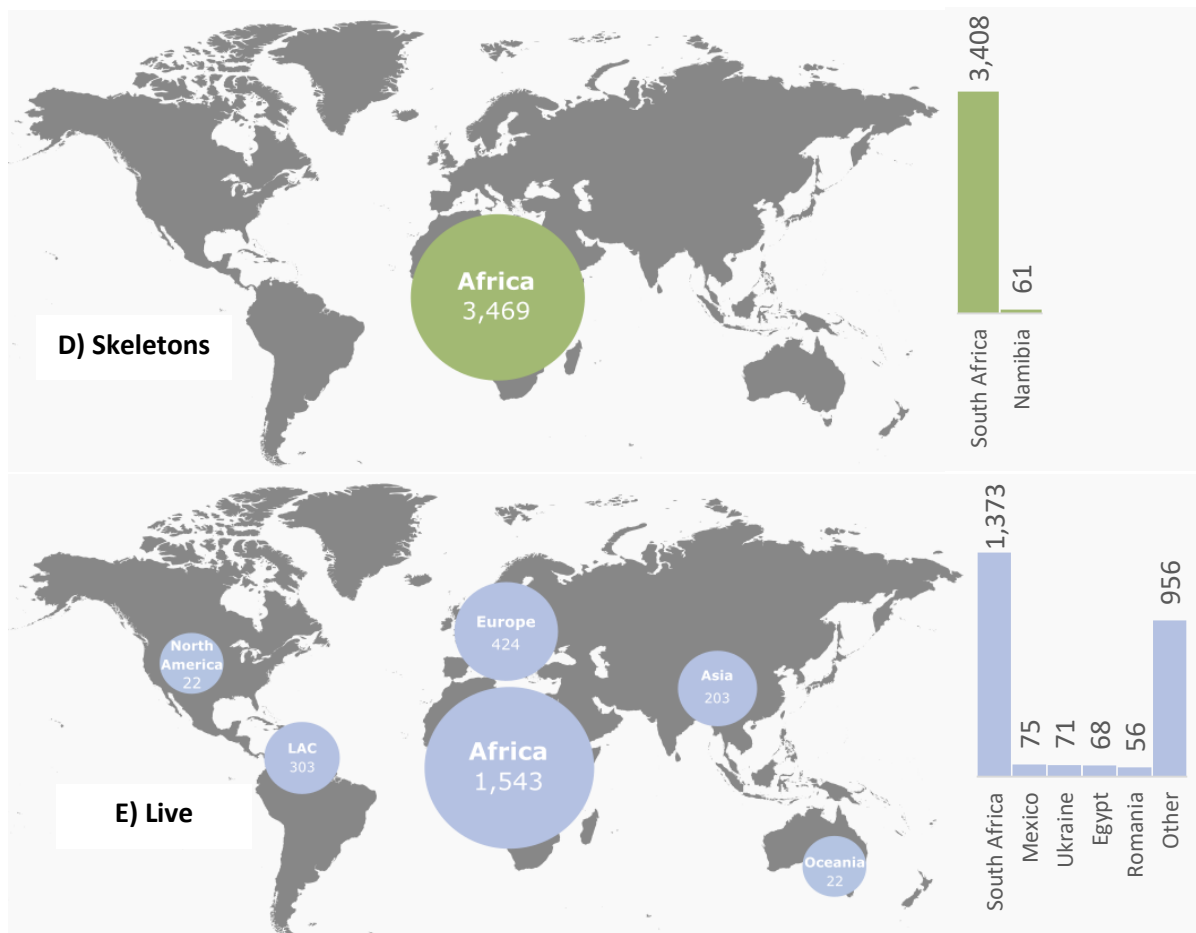 Africa
3,469
D) Skeletons
3,408
61
South Africa
Namibia
North
America
22
LAC
303
Europe
424
Africa
1,543
Asia
203
Oceania
22
E) Live
1,373
75
71
68
56
956
South Africa
Mexico
Ukraine
Egypt
Romania
Other